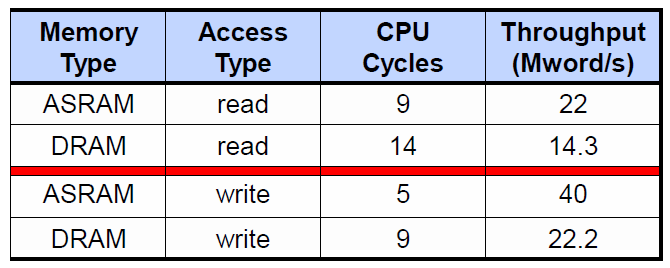 Memory Type Access Type CPU Cycles Throughput (Mword/s)
ASRAM read 9 22
DRAM read 14 14.3
ASRAM write 5 40
DRAM write 9 22.2